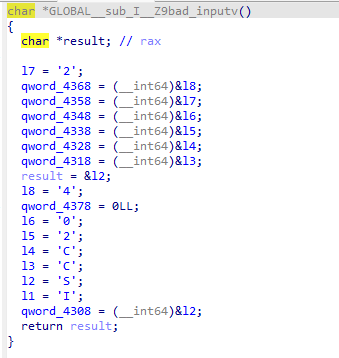 char *GLOBAL__sub_I__Z9bad_inputv()
{
char *result; // rax
l7 = '2';
qword_4368 = (__int64)&l8;
qword_4358 = (__int64)&l7;
qword_4348 = (__int64)&l6;
qword_4338 = (__int64)&l5;
qword_4328 = (__int64)&l4;
qword_4318 = (__int64)&l3;
result = &l2;
l8 = '4';
qword_4378 = 0LL;
l6 = '0';
l5 = '2';
l4 = 'C';
l3 = 'C';
l2 = 'S';
l1 = 'I';
qword_4308 = (__int64)&l2;
return result;
}